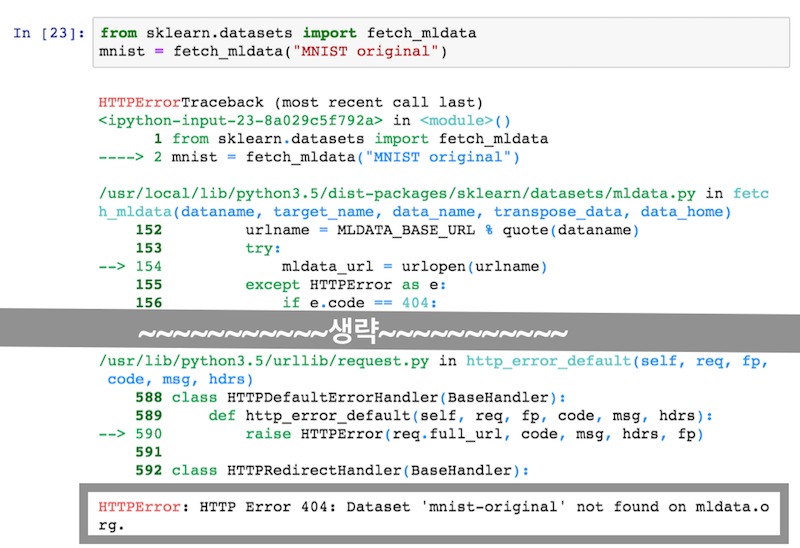 In [23]: from sklearn.datasets import fetch_mldata
mnist = fetch_mldata("MNIST original")
HTTPErrorTraceback (most recent call last)
<ipython-input-23-8a029c5f792a> in <module>()
1 from sklearn.datasets import fetch_mldata
----> 2 mnist = fetch_mldata("MNIST original")
/usr/local/lib/python3.5/dist-packages/sklearn/datasets/mldata.py in fetc
h_mldata(dataname, target_name, data_name, transpose_data, data_home)
152 urlname = MLDATA_BASE_URL % quote(dataname)
153 try:
--> 154 mldata_url = urlopen(urlname)
155 except HTTPError as e:
156 if e.code == 404:
~~~~~~~~~~~생략~~~~~~~~~~~
/usr/lib/python3.5/urllib/request.py in http_error_default(self, req, fp,
code, msg, hdrs)
588 class HTTPDefaultErrorHandler(BaseHandler):
589 def http_error_default(self, req, fp, code, msg, hdrs):
--> 590 raise HTTPError(req.full_url, code, msg, hdrs, fp)
591
592 class HTTPRedirectHandler(BaseHandler):
HTTPError: HTTP Error 404: Dataset 'mnist-original' not found on mldata.o
rg.